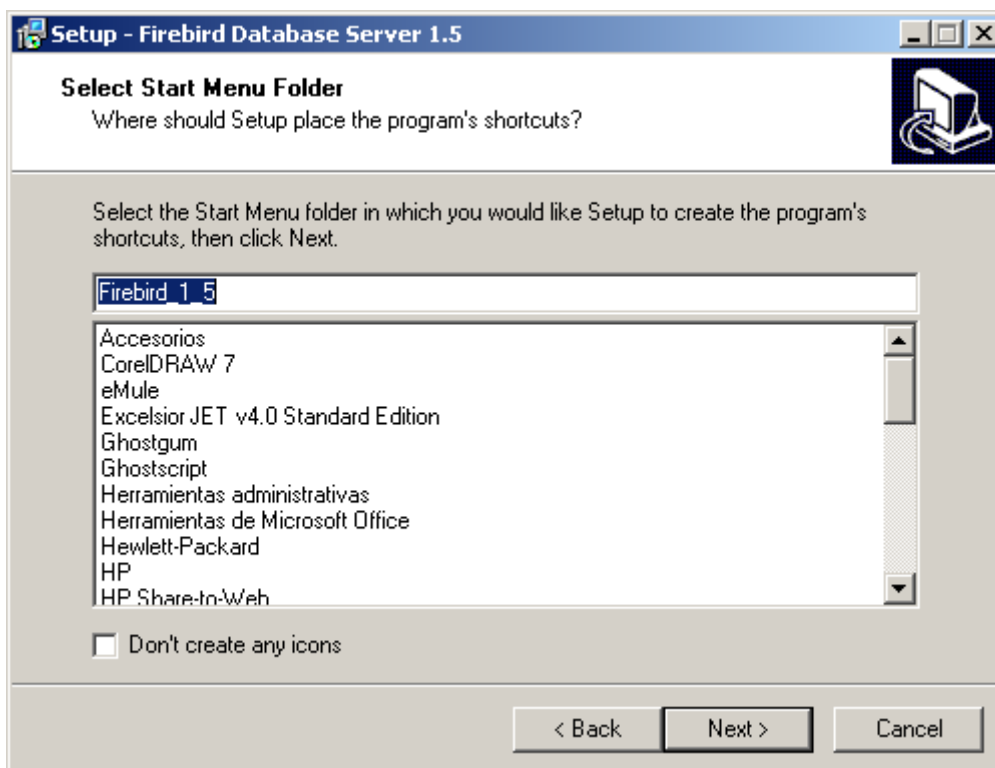 Setup - Firebird Database Server 1.5
Select Start Menu Folder
Where should Setup place the program's shortcuts?
Select the Start Menu folder in which you would like Setup to create the program's
shortcuts, then click Next.
Firebird_1_5
Accesorios
CorelDRAW 7
eMule
Excelsior JET v4.0 Standard Edition
Ghostgum
Ghostscript
Herramientas administrativas
Herramientas de Microsoft Office
Hewlett-Packard
HP
HP Share-to-Web
Don't create any icons
< Back Next > Cancel